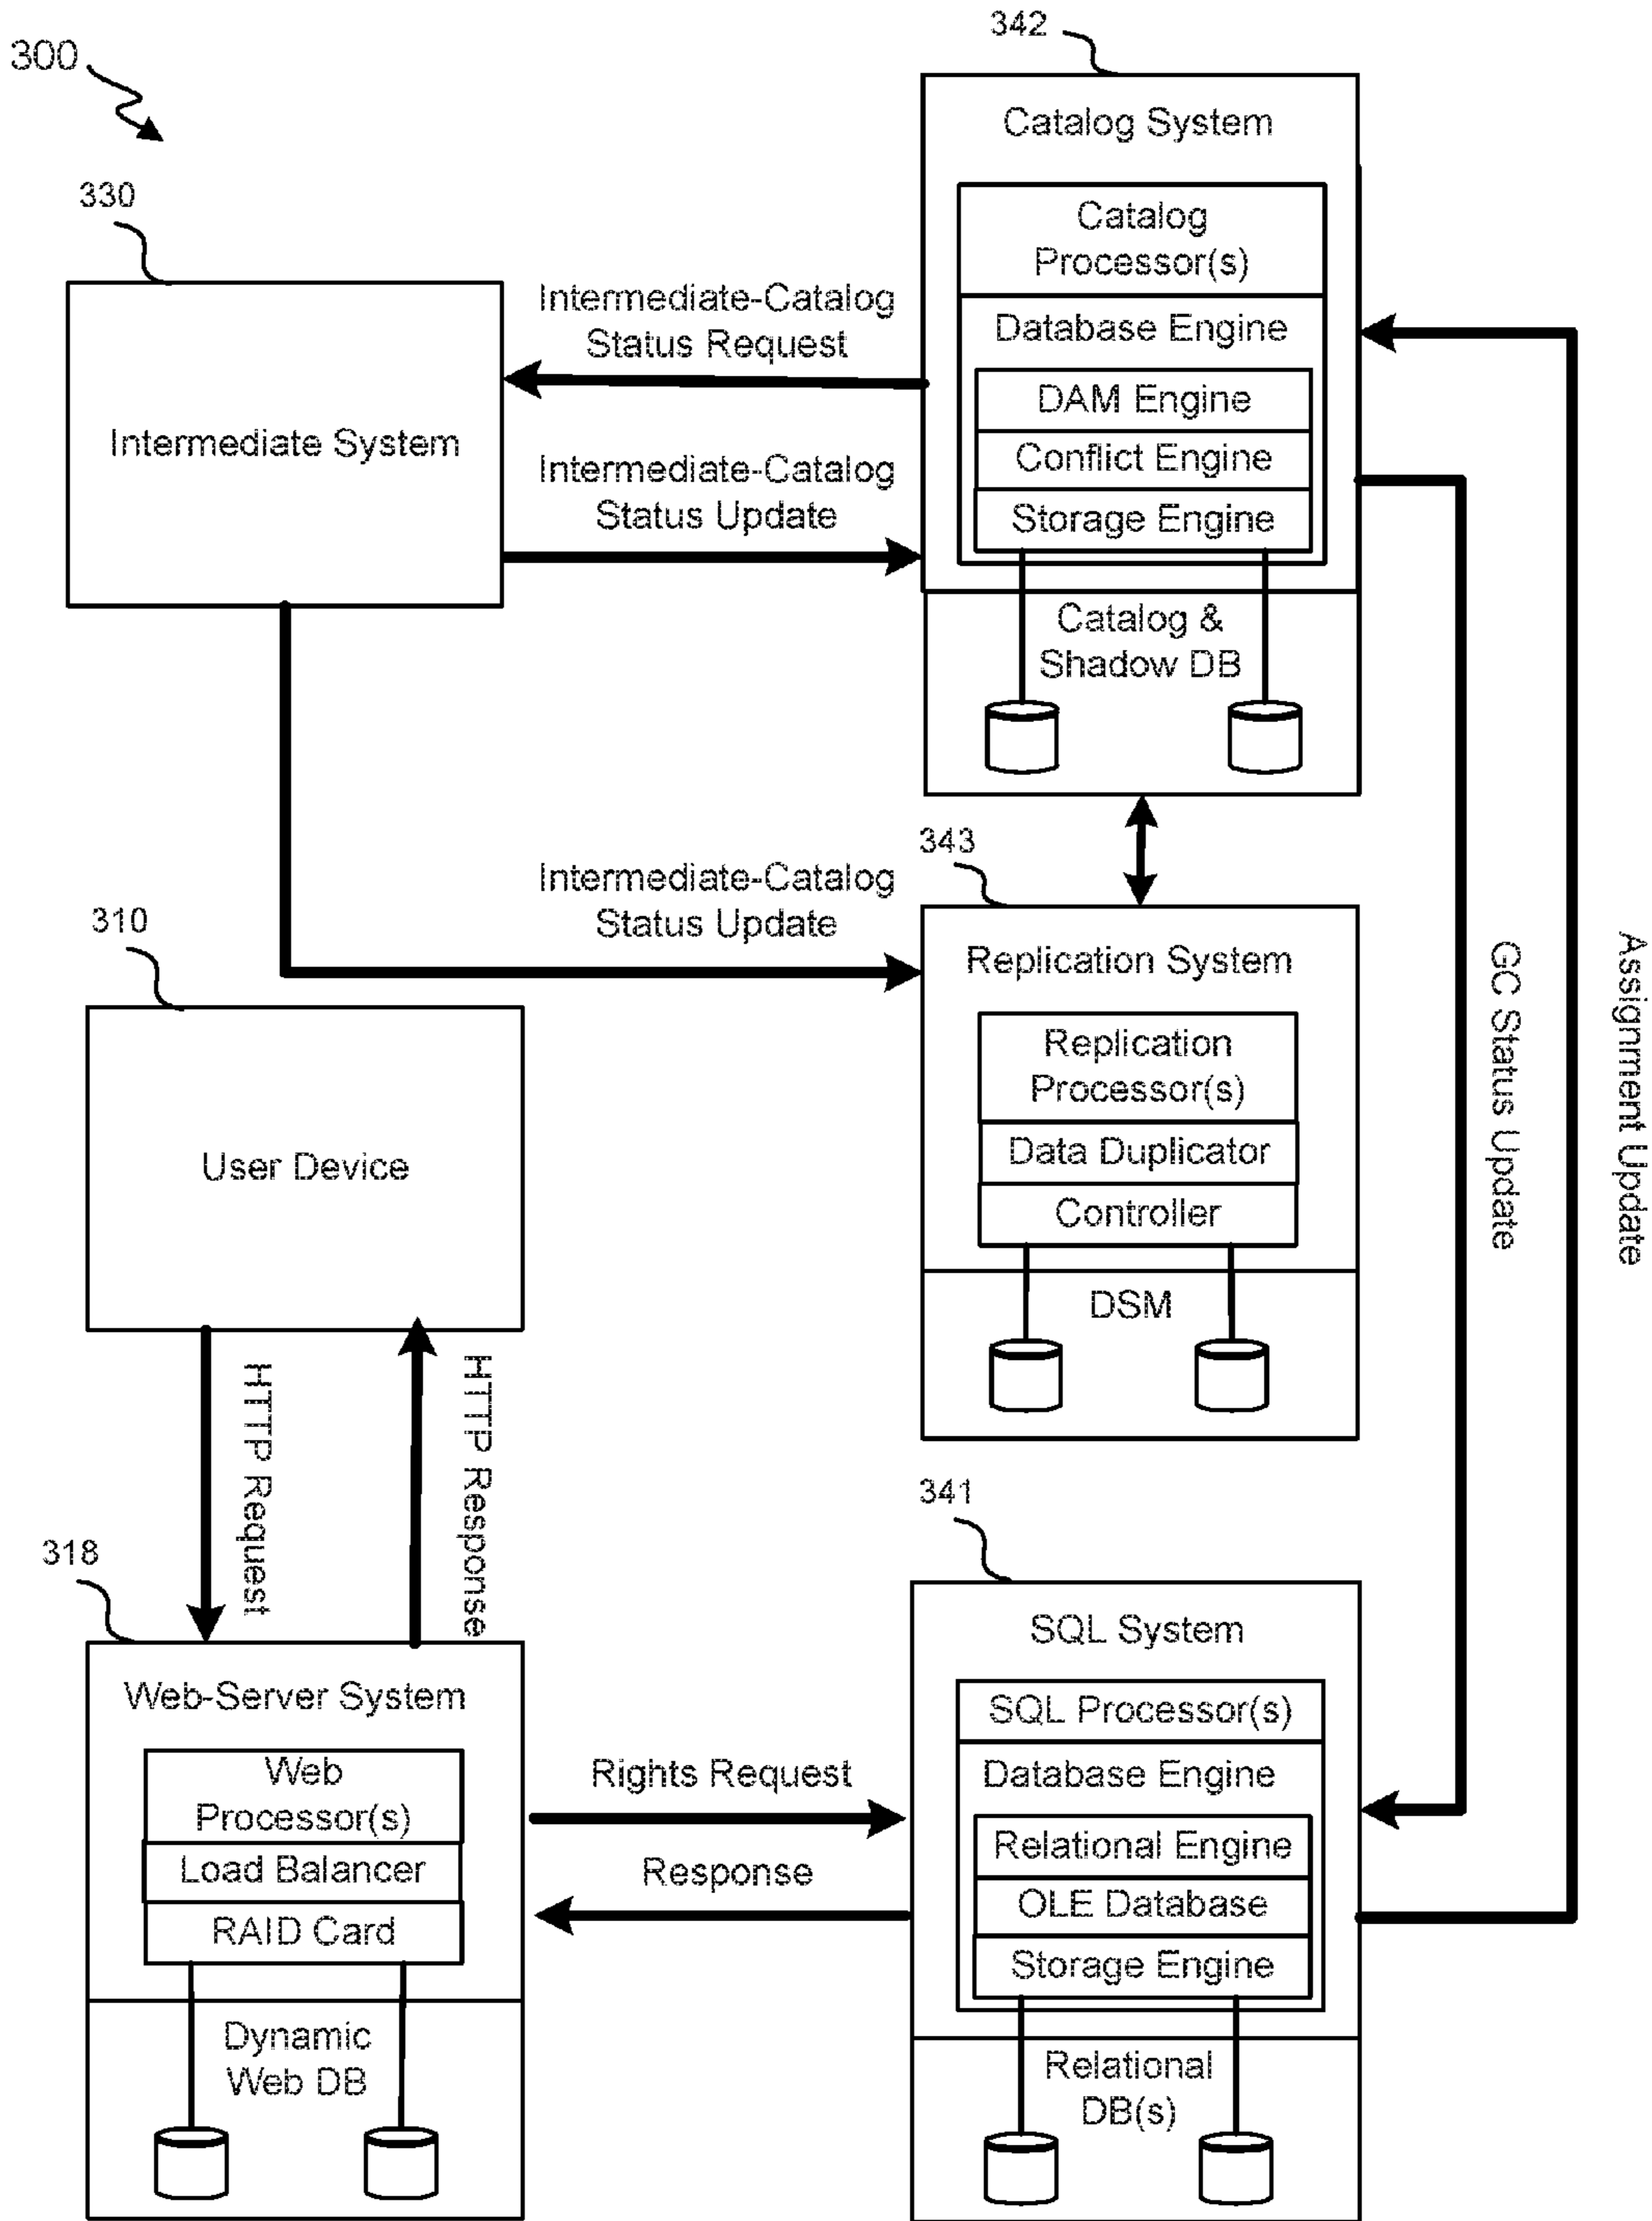 300
342
Catalog System
Catalog
Processor(s)
Database Engine
DAM Engine
Conflict Engine
Storage Engine
Catalog &
Shadow DB
330
Intermediate System
Intermediate-Catalog
Status Request
Intermediate-Catalog
Status Update
Intermediate-Catalog
Status Update
343
Replication System
Replication
Processor(s)
Data Duplicator
Controller
DSM
GC Status Update
Assignment Update
310
User Device
HTTP Request
HTTP Response
318
Web-Server System
Web
Processor(s)
Load Balancer
RAID Card
Dynamic
Web DB
Rights Request
Response
341
SQL System
SQL Processor(s)
Database Engine
Relational Engine
OLE Database
Storage Engine
Relational
DB(s)